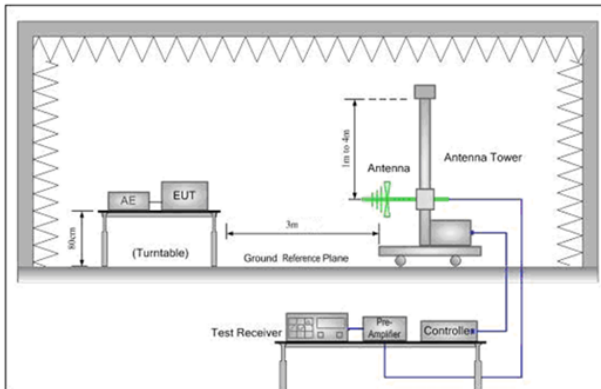 1m to 4m
Antenna
Antenna Tower
AE
EUT
80cm
(Turntable)
3m
Ground Reference Plane
Test Receiver
Pre-
Amplifier
Controller